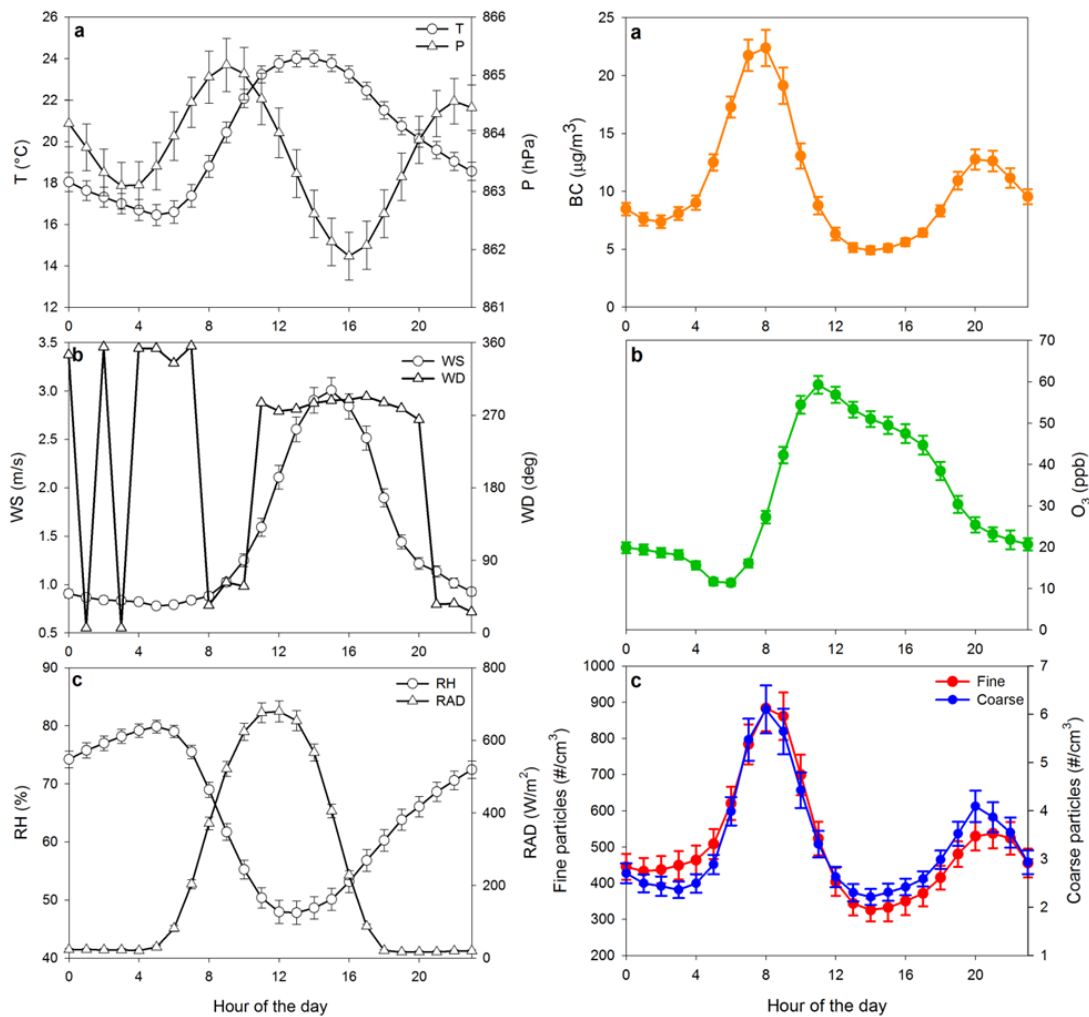 a
T
P
26
24
22
20
18
16
14
12
T (°C)
866
865
864
863
862
861
P (hPa)
0 4 8 12 16 20
b
WS
WD
3.5
3.0
2.5
2.0
1.5
1.0
0.5
WS (m/s)
360
270
180
90
0
WD (deg)
0 4 8 12 16 20
c
RH
RAD
90
80
70
60
50
40
RH (%)
800
600
400
200
0
RAD (W/m²)
0 4 8 12 16 20
Hour of the day
a
25
20
15
10
5
0
BC (µg/m³)
0 4 8 12 16 20
b
70
60
50
40
30
20
10
0
O₃ (ppb)
0 4 8 12 16 20
c
Fine
Coarse
1000
900
800
700
600
500
400
300
200
Fine particles (#/cm³)
7
6
5
4
3
2
1
Coarse particles (#/cm³)
0 4 8 12 16 20
Hour of the day